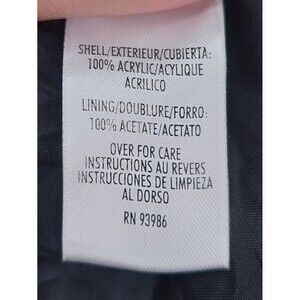 SHELL/EXTERIEUR/CUBIERTA:
100% ACRYLIC/ACYLIQUE
ACRILICO
LINING/DOUBLURE/FORRO:
100% ACETATE/ACETATO
OVER FOR CARE
INSTRUCTIONS AU REVERS
INSTRUCCIONES DE LIMPIEZA
AL DORSO
RN 93986